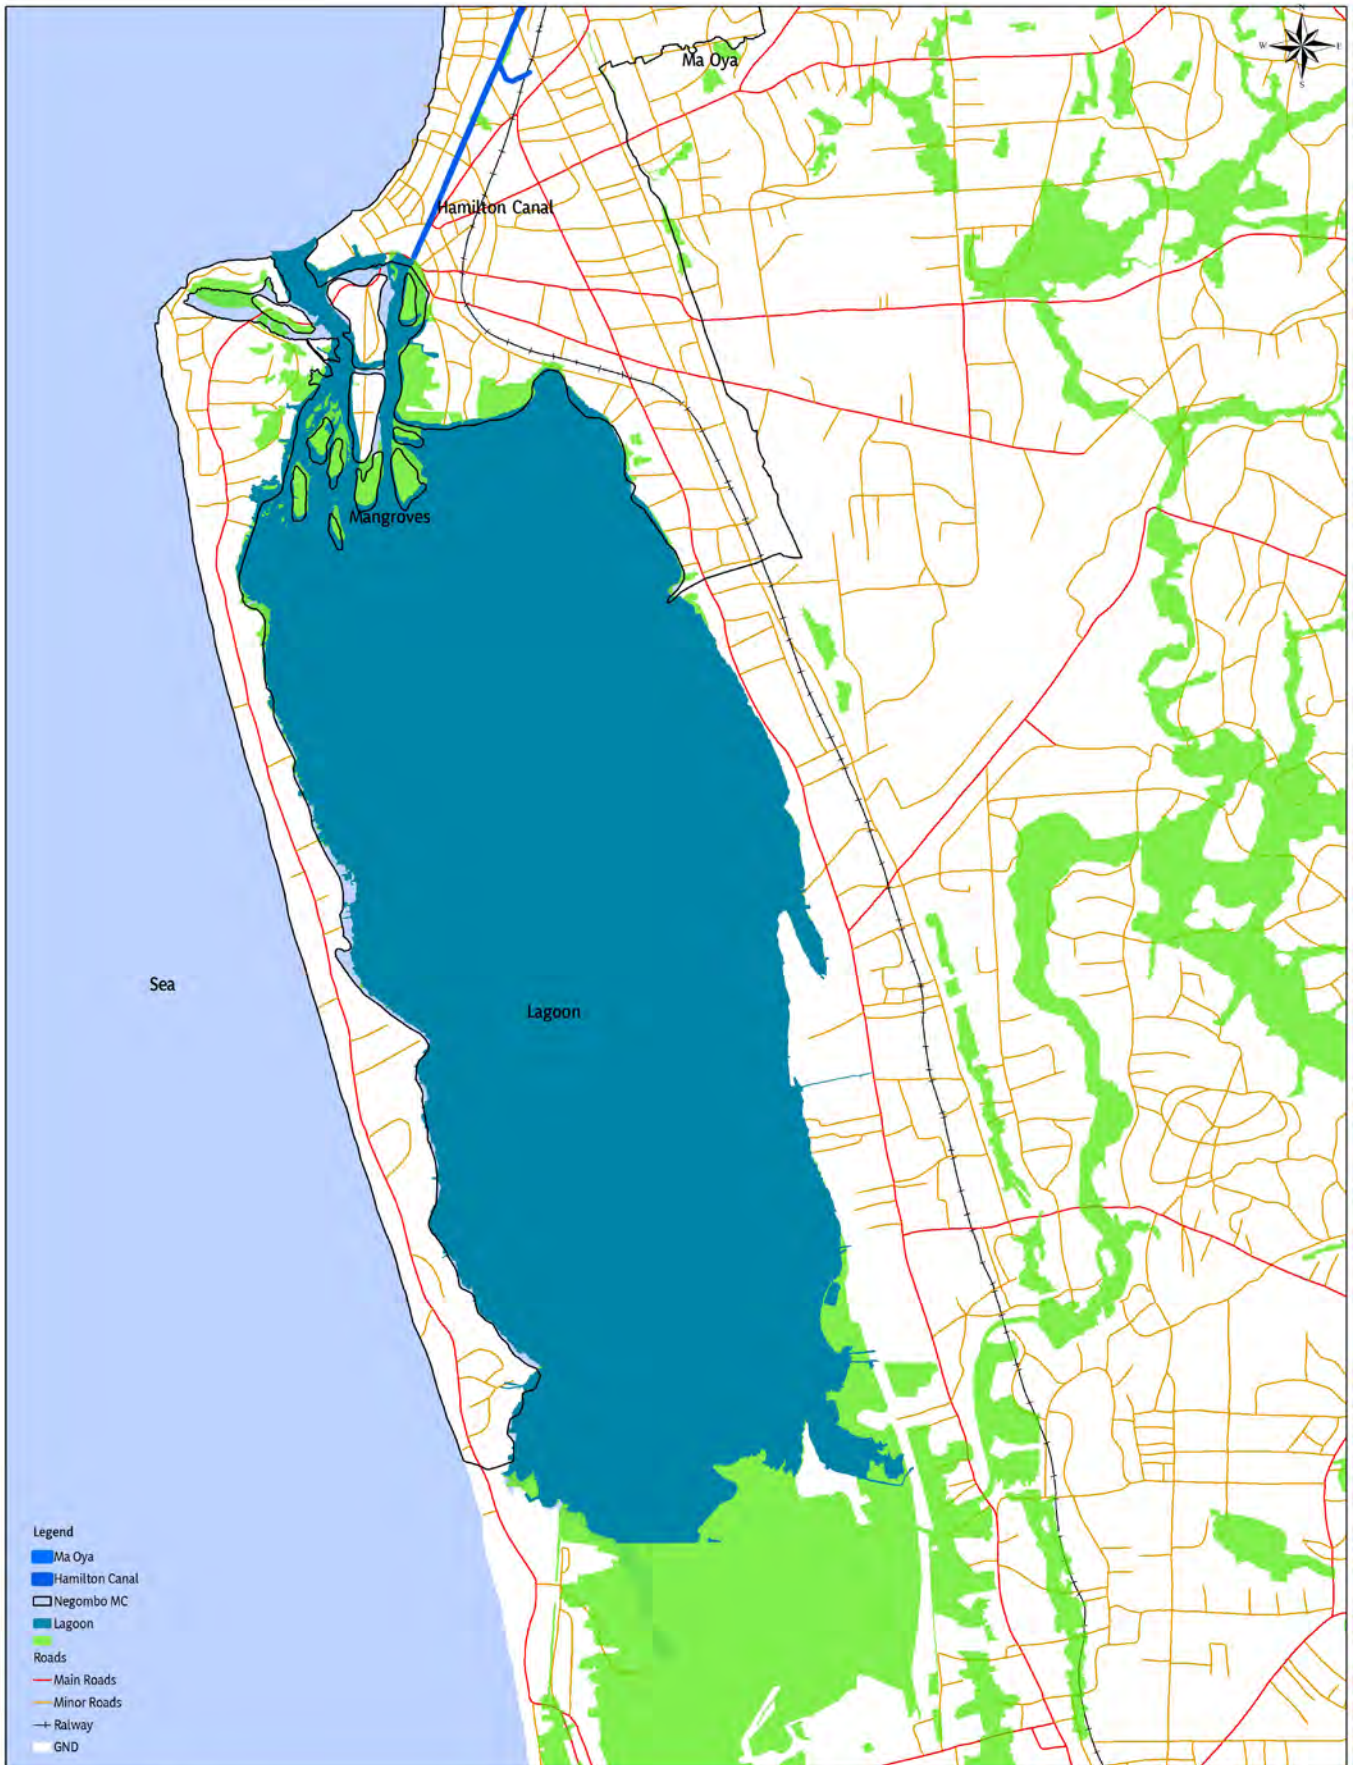 N
W E
S
Ma Oya
Hamilton Canal
Mangroves
Sea
Lagoon
Legend
Ma Oya
Hamilton Canal
Negombo MC
Lagoon
Roads
Main Roads
Minor Roads
Ralway
GND